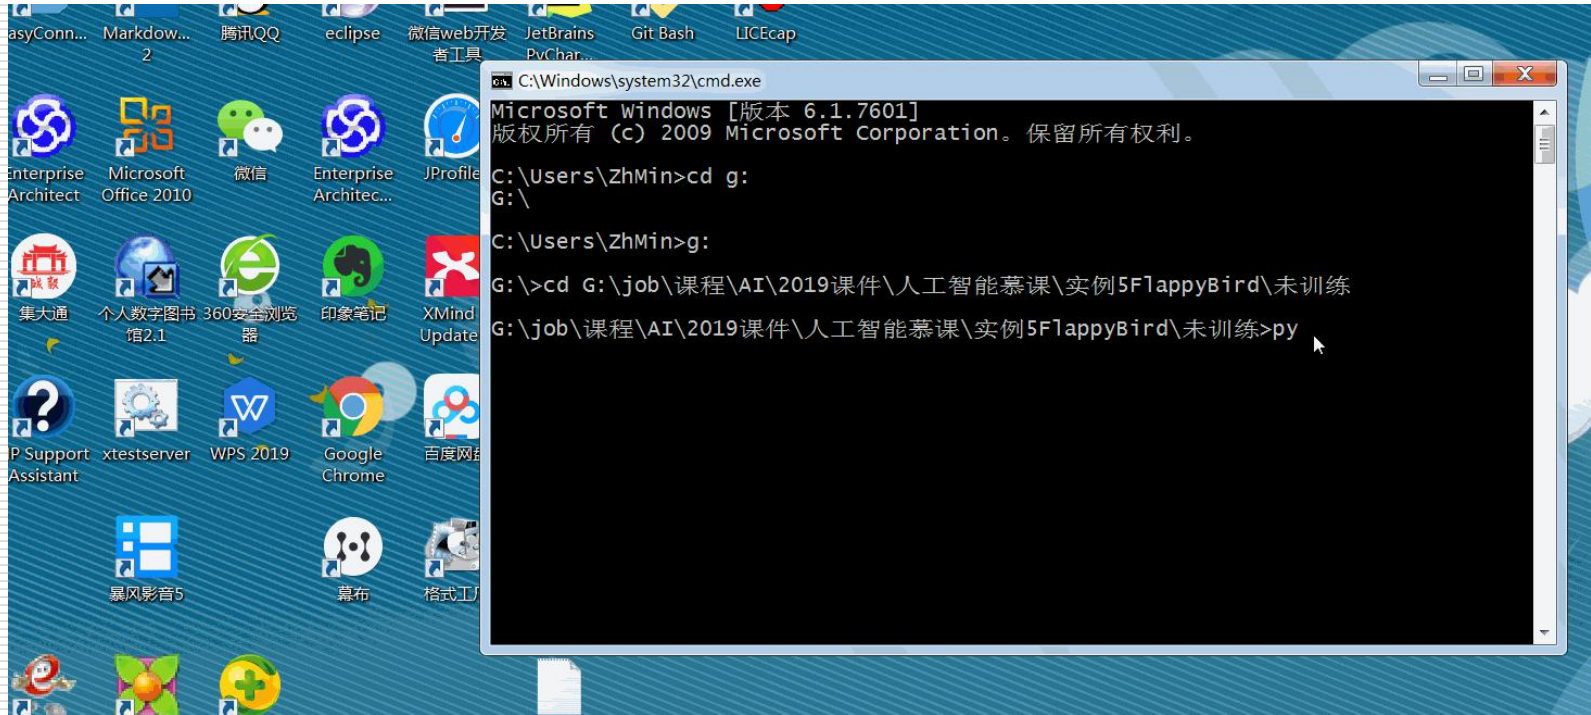 asyConn... Markdow... 腾讯QQ eclipse 微信web开发 JetBrains Git Bash LICEcap
2 者工具 PyChar...
C:\Windows\system32\cmd.exe
Microsoft Windows [版本 6.1.7601]
版权所有 (c) 2009 Microsoft Corporation。保留所有权利。
C:\Users\ZhMin>cd g:
G:\
C:\Users\ZhMin>g:
G:\>cd G:\job\课程\AI\2019课件\人工智能慕课\实例5FlappyBird\未训练
G:\job\课程\AI\2019课件\人工智能慕课\实例5FlappyBird\未训练>py
Enterprise Microsoft 微信 Enterprise JProfile
Architect Office 2010 Architec...
集大通 个人数字图书 360安全浏览 印象笔记 XMind
馆2.1 器 Update
P Support xtestserver WPS 2019 Google 百度网盘
Assistant Chrome
暴风影音5 幕布 格式工厂